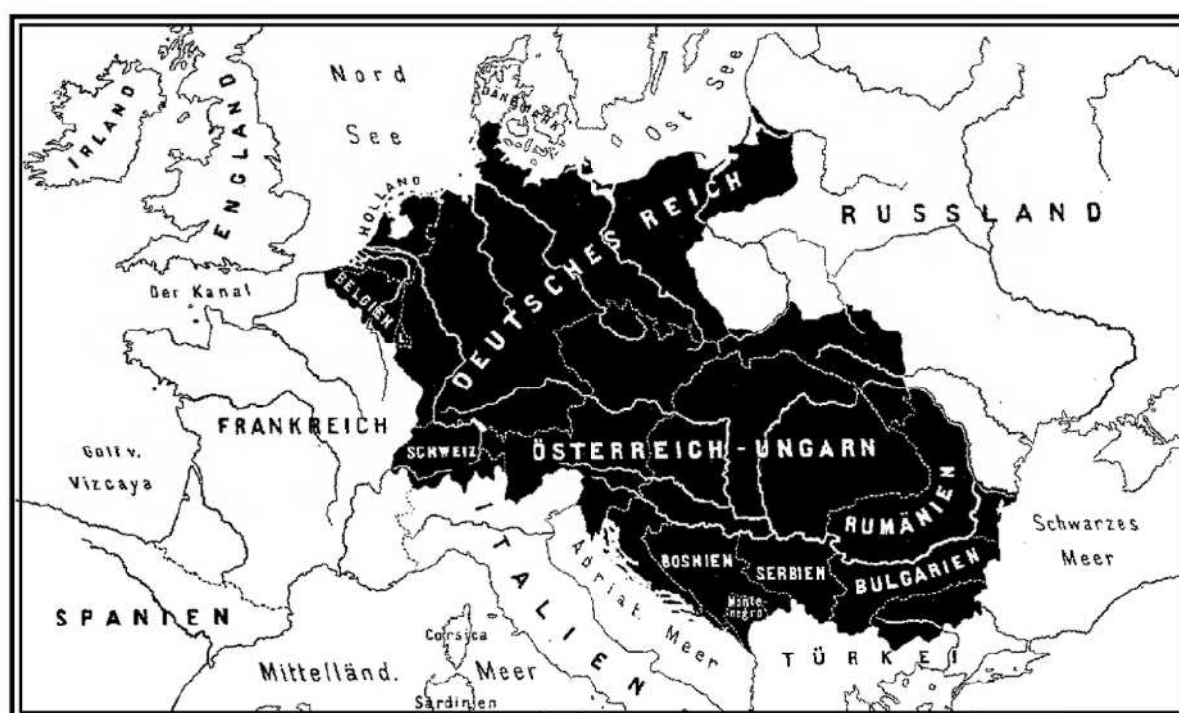 Nord
See
DÄNEMARK
Ost See
IRLAND
ENGLAND
HOLLAND
DEUTSCHES REICH
RUSSLAND
Der Kanal
BELGIEN
FRANKREICH
SCHWEIZ
ÖSTERREICH-UNGARN
Golf v.
Vizcaya
RUMÄNIEN
Schwarzes
Meer
BOSNIEN
SERBIEN
BULGARIEN
Monte-
negro
SPANIEN
ITALIEN
Adriat. Meer
Corsica
TÜRKEI
Mittelländ. Meer
Sardinien